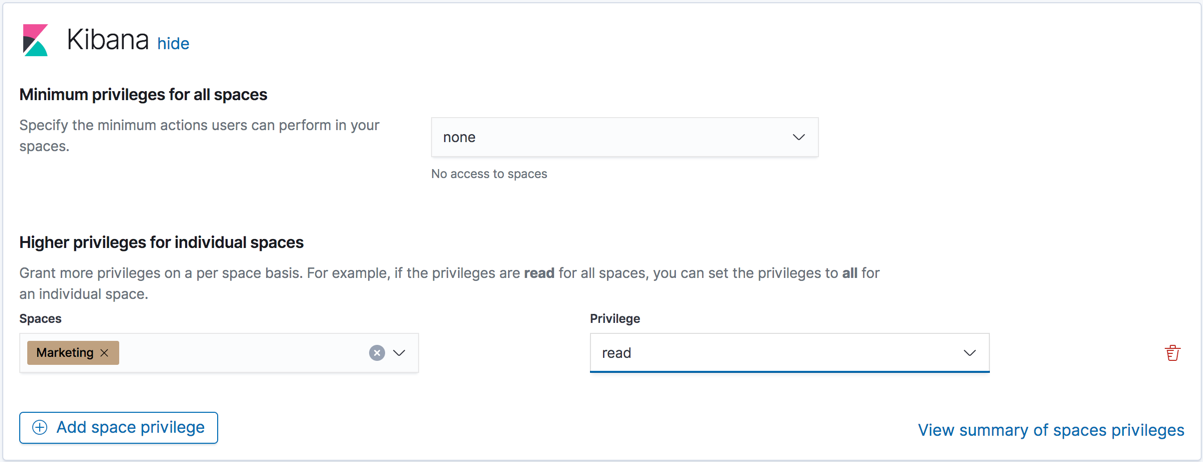 Kibana hide
Minimum privileges for all spaces
Specify the minimum actions users can perform in your
spaces.
none
No access to spaces
Higher privileges for individual spaces
Grant more privileges on a per space basis. For example, if the privileges are read for all spaces, you can set the privileges to all for
an individual space.
Spaces
Privilege
Marketing
read
Add space privilege
View summary of spaces privileges